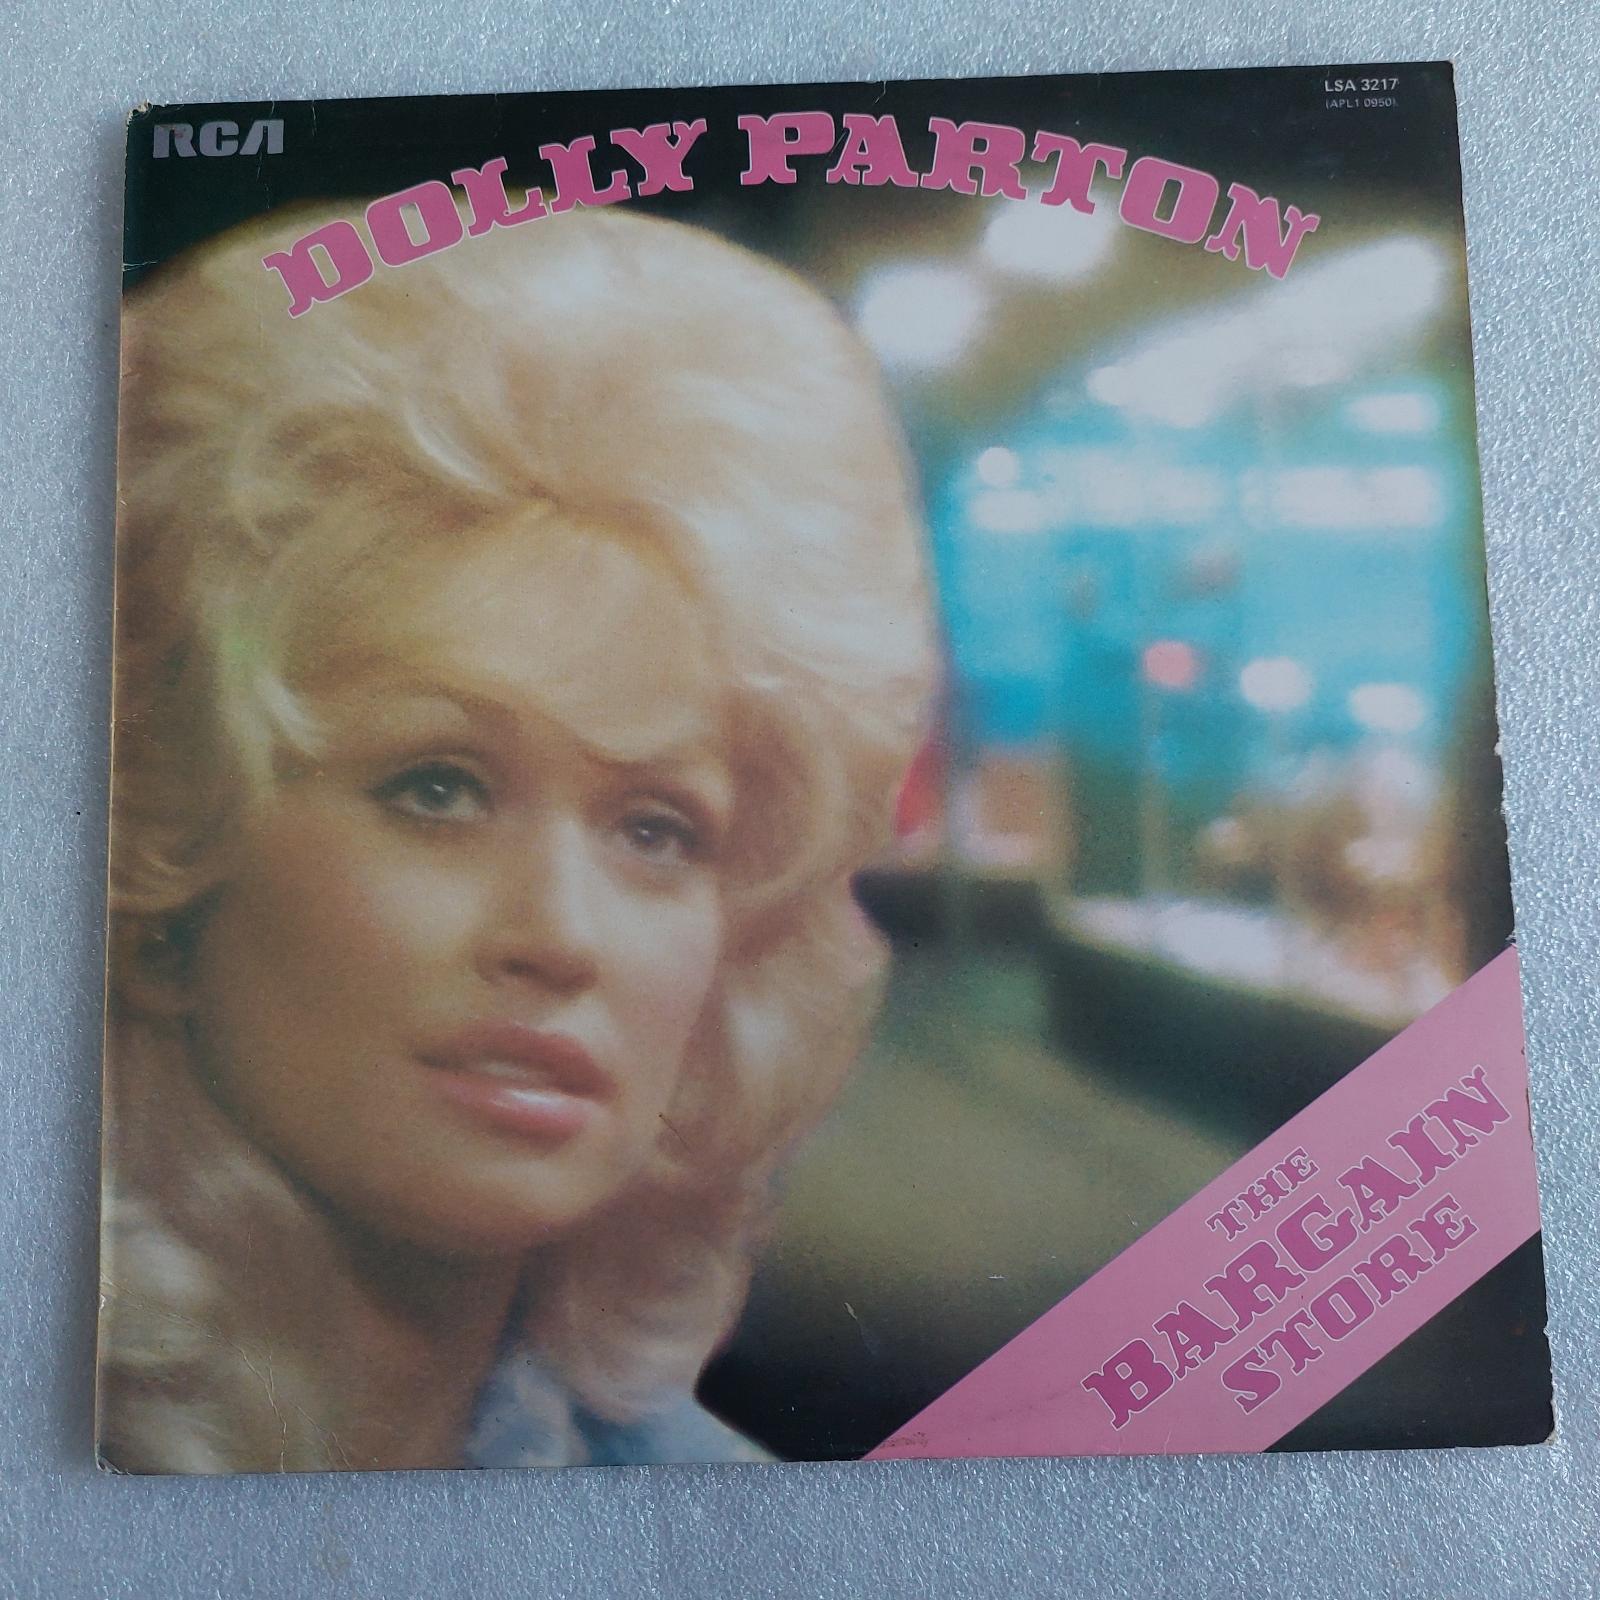 RCA
LSA 3217
(APL1 0950)
DOLLY PARTON
THE
BARGAIN
STORE